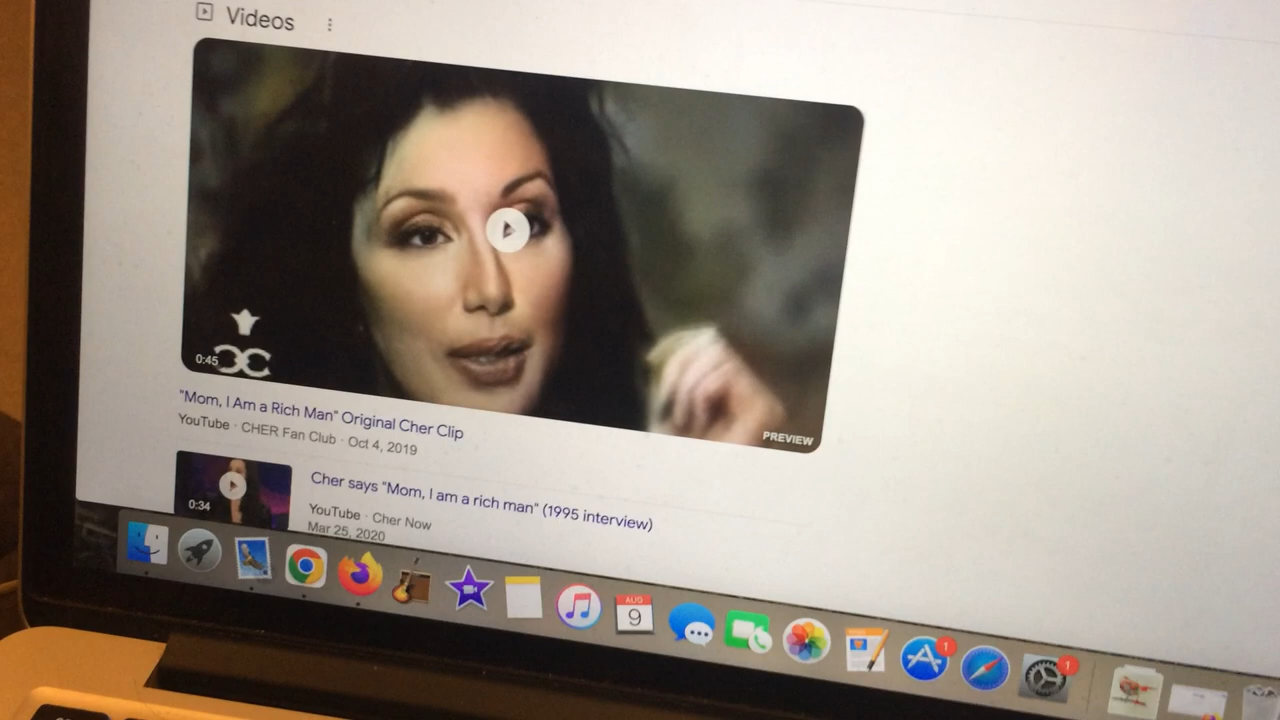 Videos
0:45
PREVIEW
"Mom, I Am a Rich Man" Original Cher Clip
YouTube · CHER Fan Club · Oct 4, 2019
0:34
Cher says "Mom, I am a rich man" (1995 interview)
YouTube · Cher Now
Mar 25, 2020
AUG
9
1
1